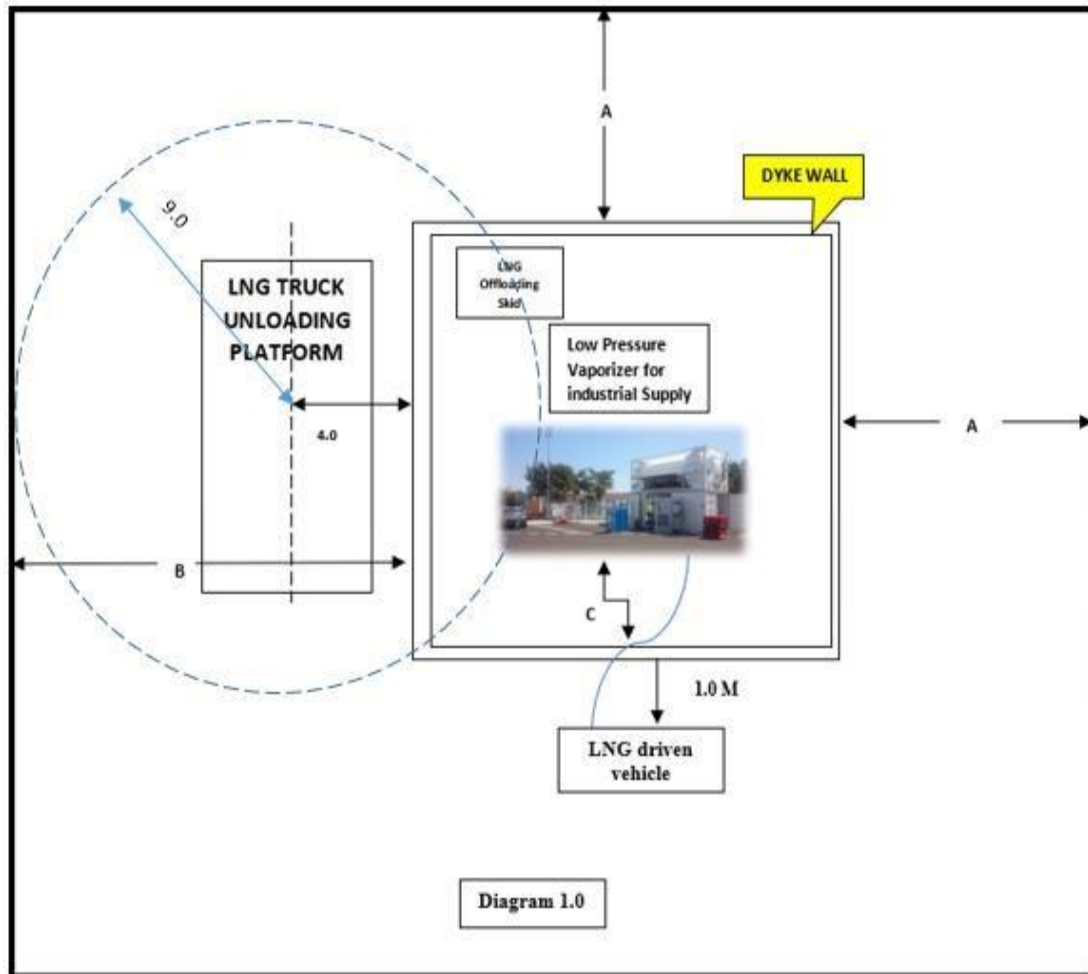 A
DYKE WALL
9.0
LNG TRUCK
UNLOADING
PLATFORM
LNG
Offloading
Skid
Low Pressure
Vaporizer for
industrial Supply
4.0
A
B
C
1.0 M
LNG driven
vehicle
Diagram 1.0